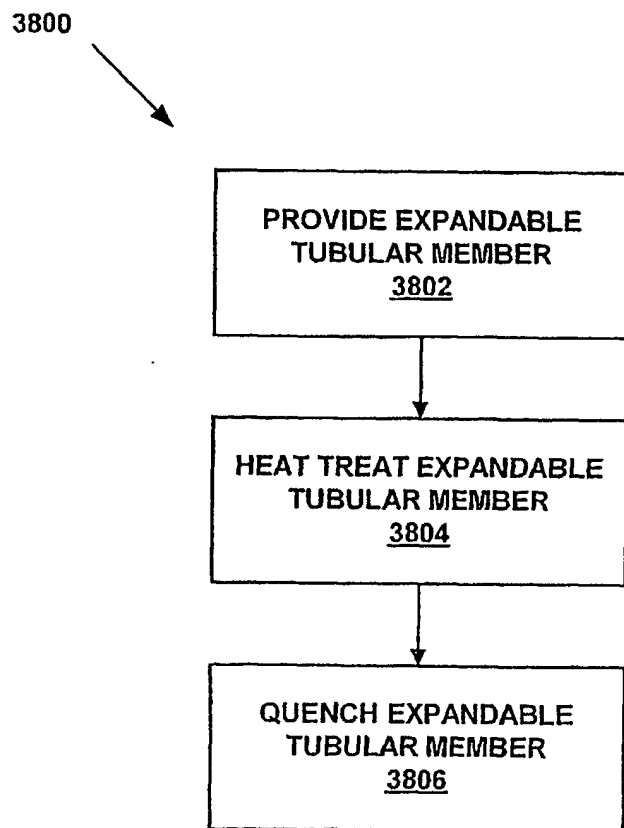 3800
PROVIDE EXPANDABLE
TUBULAR MEMBER
3802
HEAT TREAT EXPANDABLE
TUBULAR MEMBER
3804
QUENCH EXPANDABLE
TUBULAR MEMBER
3806